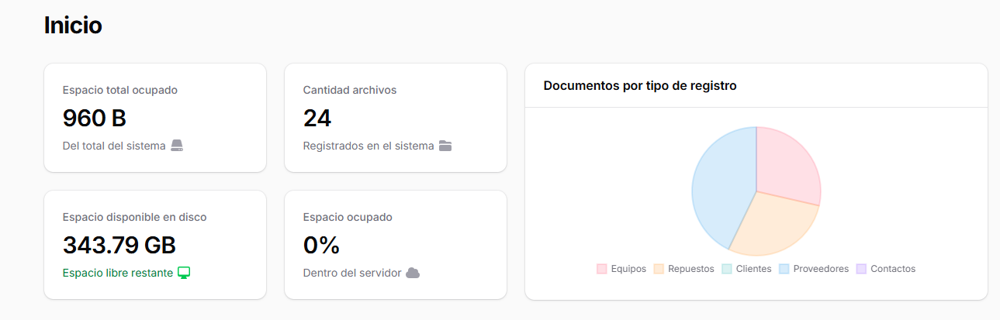 Inicio
Espacio total ocupado
960 B
Del total del sistema
Cantidad archivos
24
Registrados en el sistema
Espacio disponible en disco
343.79 GB
Espacio libre restante
Espacio ocupado
0%
Dentro del servidor
Documentos por tipo de registro
Equipos Repuestos Clientes Proveedores Contactos